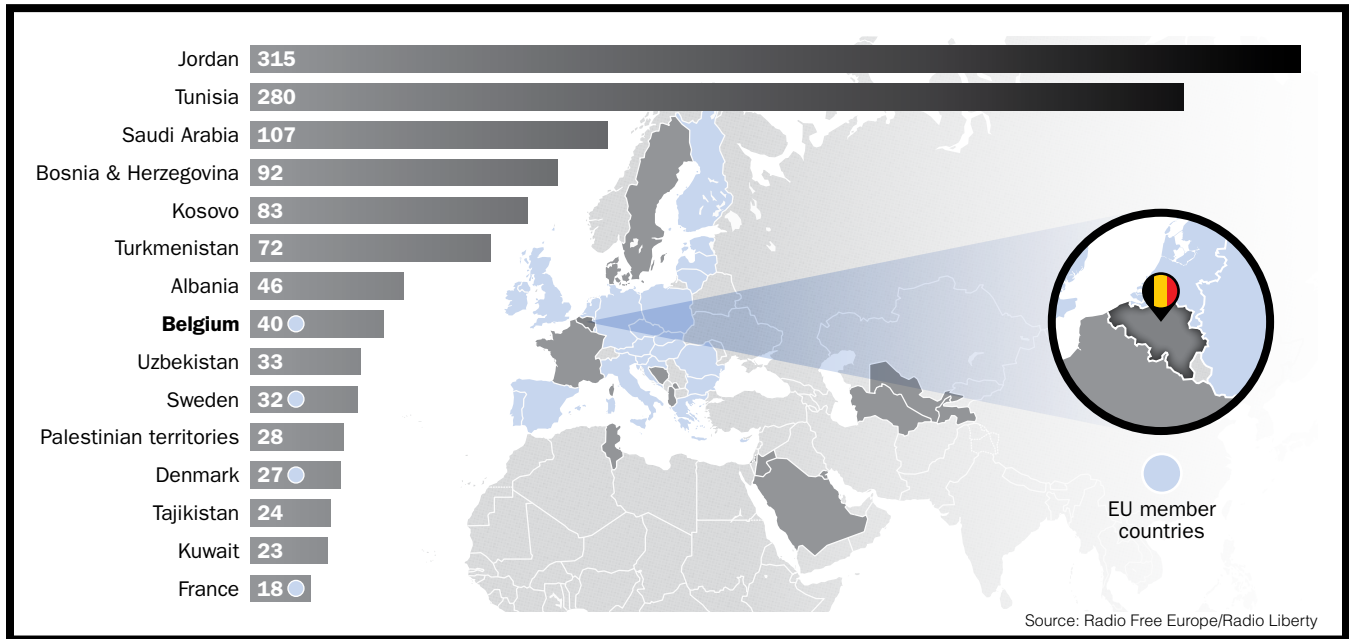 Jordan 315
Tunisia 280
Saudi Arabia 107
Bosnia & Herzegovina 92
Kosovo 83
Turkmenistan 72
Albania 46
Belgium 40
Uzbekistan 33
Sweden 32
Palestinian territories 28
Denmark 27
Tajikistan 24
Kuwait 23
France 18
EU member
countries
Source: Radio Free Europe/Radio Liberty